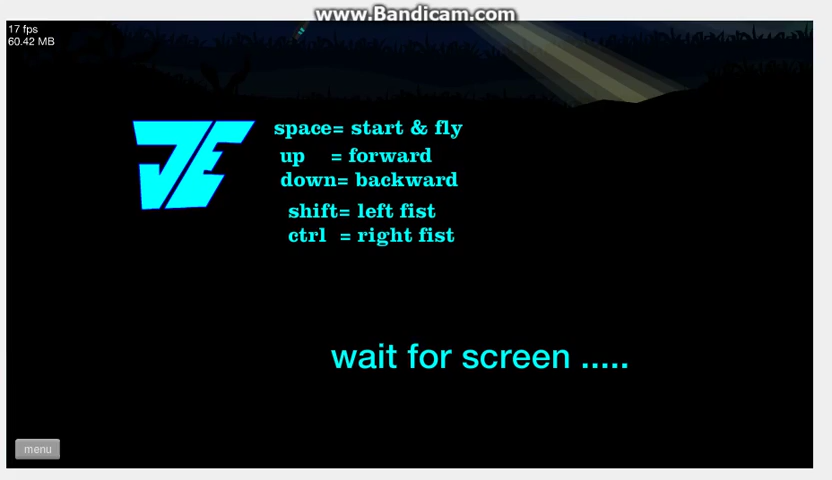 www.Bandicam.com
17 fps
60.42 MB
JE
space= start & fly
up = forward
down= backward
shift= left fist
ctrl = right fist
wait for screen .....
menu